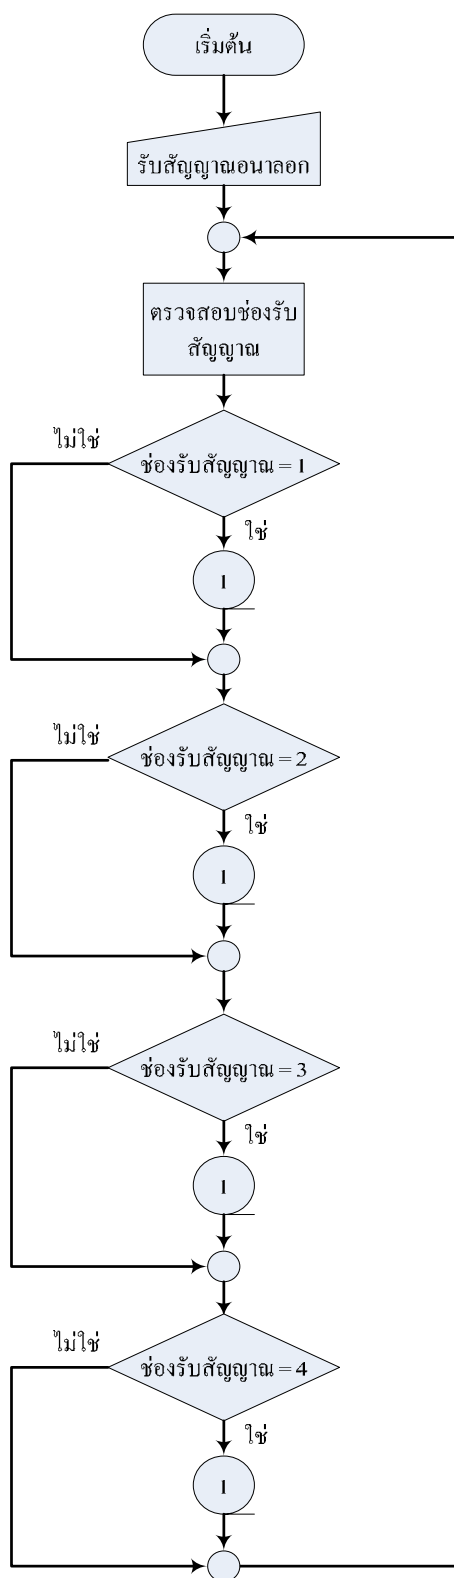 เริ่มต้น
รับสัญญาณอนาลอก
ตรวจสอบช่องรับ
สัญญาณ
ไม่ใช่
ช่องรับสัญญาณ = 1
ใช่
1
ไม่ใช่
ช่องรับสัญญาณ = 2
ใช่
1
ไม่ใช่
ช่องรับสัญญาณ = 3
ใช่
1
ไม่ใช่
ช่องรับสัญญาณ = 4
ใช่
1